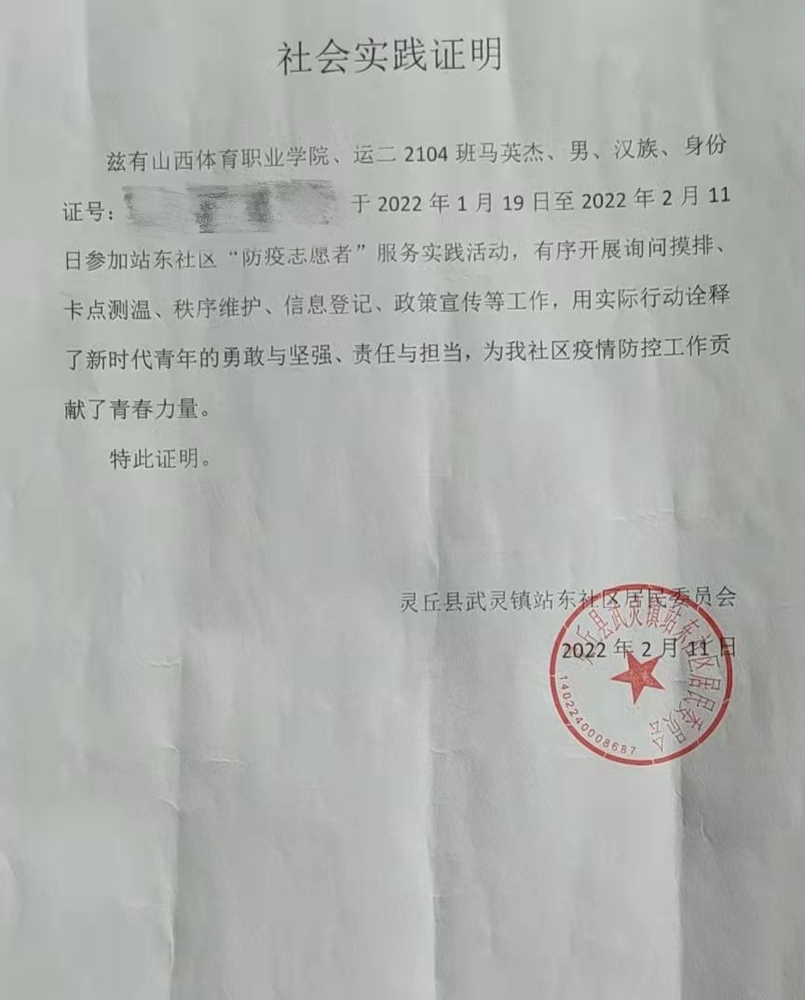 社会实践证明
兹有山西体育职业学院、运二 2104 班马英杰、男、汉族、身份
证号：
于 2022 年 1 月 19 日至 2022 年 2 月 11
日参加站东社区“防疫志愿者”服务实践活动，有序开展询问摸排、
卡点测温、秩序维护、信息登记、政策宣传等工作，用实际行动诠释
了新时代青年的勇敢与坚强、责任与担当，为我社区疫情防控工作贡
献了青春力量。
特此证明。
灵丘县武灵镇站东社区居民委员会
2022 年 2 月 11 日
灵丘县武灵镇站东社区居民委员会
1402240008687